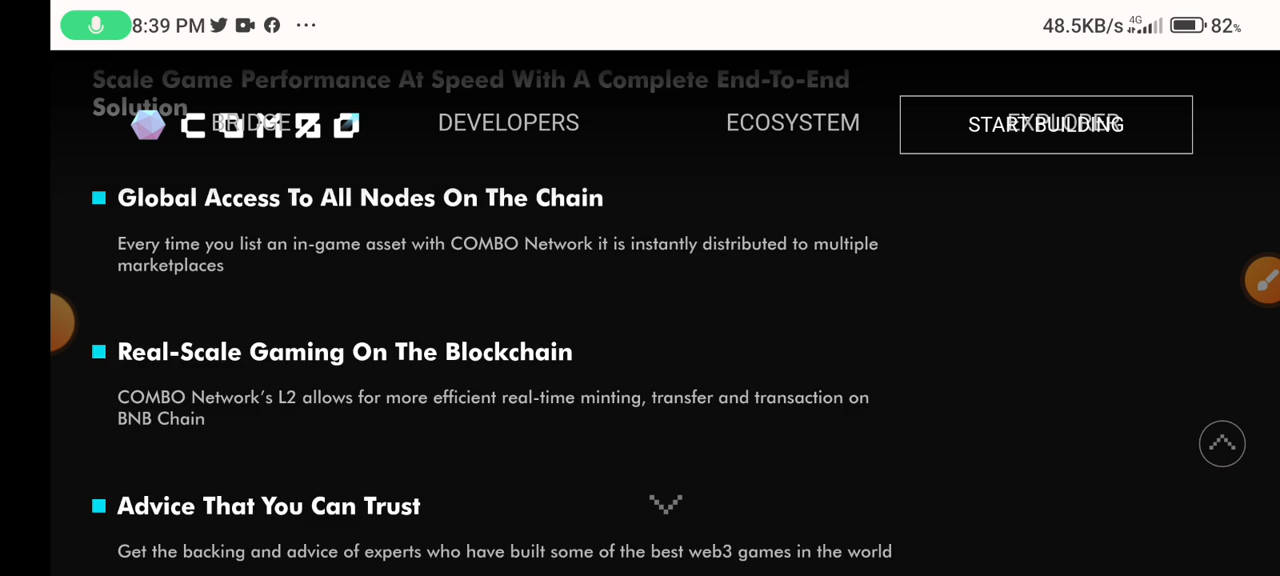 8:39 PM 48.5KB/s 4G 82%
Scale Game Performance At Speed With A Complete End-To-End
Solution
COMBO BRIDGE DEVELOPERS ECOSYSTEM START BUILDING EXPLORER
Global Access To All Nodes On The Chain
Every time you list an in-game asset with COMBO Network it is instantly distributed to multiple
marketplaces
Real-Scale Gaming On The Blockchain
COMBO Network's L2 allows for more efficient real-time minting, transfer and transaction on
BNB Chain
Advice That You Can Trust
Get the backing and advice of experts who have built some of the best web3 games in the world